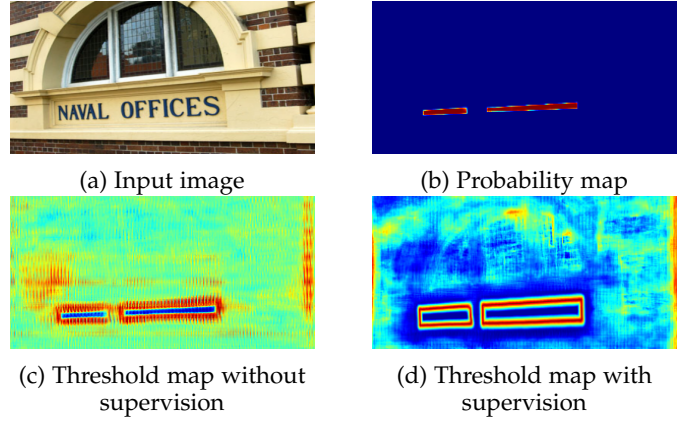 NAVAL OFFICES
(a) Input image
(b) Probability map
(c) Threshold map without
supervision
(d) Threshold map with
supervision